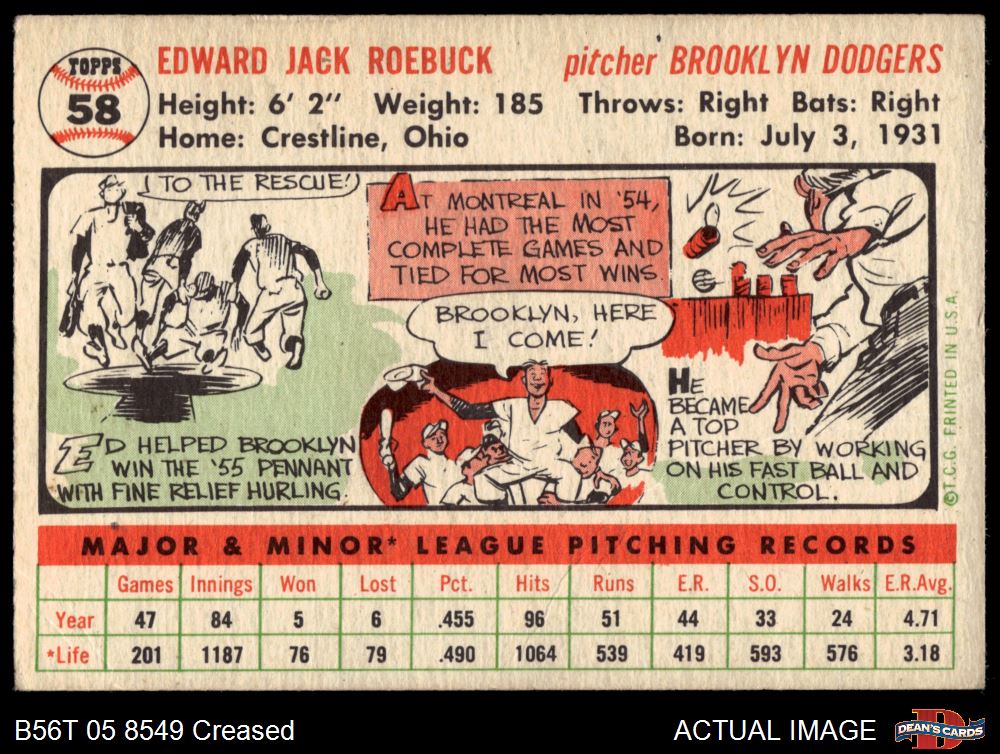 TOPPS
58
EDWARD JACK ROEBUCK pitcher BROOKLYN DODGERS
Height: 6' 2" Weight: 185 Throws: Right Bats: Right
Home: Crestline, Ohio Born: July 3, 1931
TO THE RESCUE!
ED HELPED BROOKLYN
WIN THE '55 PENNANT
WITH FINE RELIEF HURLING.
AT MONTREAL IN '54,
HE HAD THE MOST
COMPLETE GAMES AND
TIED FOR MOST WINS.
BROOKLYN, HERE
I COME!
HE
BECAME
A TOP
PITCHER BY WORKING
ON HIS FAST BALL AND
CONTROL.
©T.C.G. PRINTED IN U.S.A.
MAJOR & MINOR* LEAGUE PITCHING RECORDS
Games Innings Won Lost Pct. Hits Runs E.R. S.O. Walks E.R.Avg.
Year 47 84 5 6 .455 96 51 44 33 24 4.71
*Life 201 1187 76 79 .490 1064 539 419 593 576 3.18
B56T 05 8549 Creased ACTUAL IMAGE
D
DEAN'S CARDS